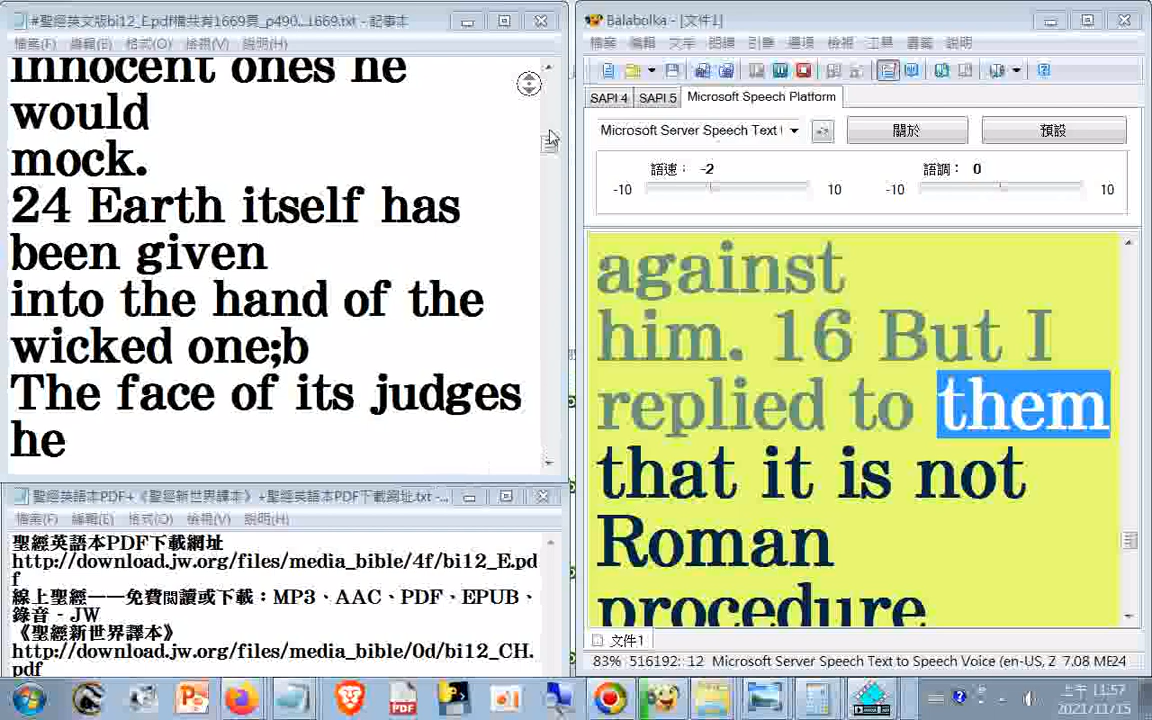 #聖經英文版bi12_E.pdf檔共有1669頁_p490..1669.txt - 記事本
檔案(F) 編輯(E) 格式(O) 檢視(V) 說明(H)
innocent ones he
would
mock.
24 Earth itself has
been given
into the hand of the
wicked one;b
The face of its judges
he
聖經英語本PDF+《聖經新世界譯本》+聖經英語本PDF下載網址.txt -...
檔案(F) 編輯(E) 格式(O) 檢視(V) 說明(H)
聖經英語本PDF下載網址
http://download.jw.org/files/media_bible/4f/bi12_E.pd
f
線上聖經——免費閱讀或下載：MP3、AAC、PDF、EPUB、
錄音 - JW
《聖經新世界譯本》
http://download.jw.org/files/media_bible/0d/bi12_CH.
pdf
Balabolka - [文件1]
檔案 編輯 文字 朗讀 引擎 選項 檢視 工具 書籤 說明
SAPI 4 SAPI 5 Microsoft Speech Platform
Microsoft Server Speech Text 關於 預設
語速： -2 語調： 0
-10 10 -10 10
against
him. 16 But I
replied to them
that it is not
Roman
procedure
文件1
83% 516192: 12 Microsoft Server Speech Text to Speech Voice (en-US, Z 7.08 ME24
上午 11:57
2021/11/15